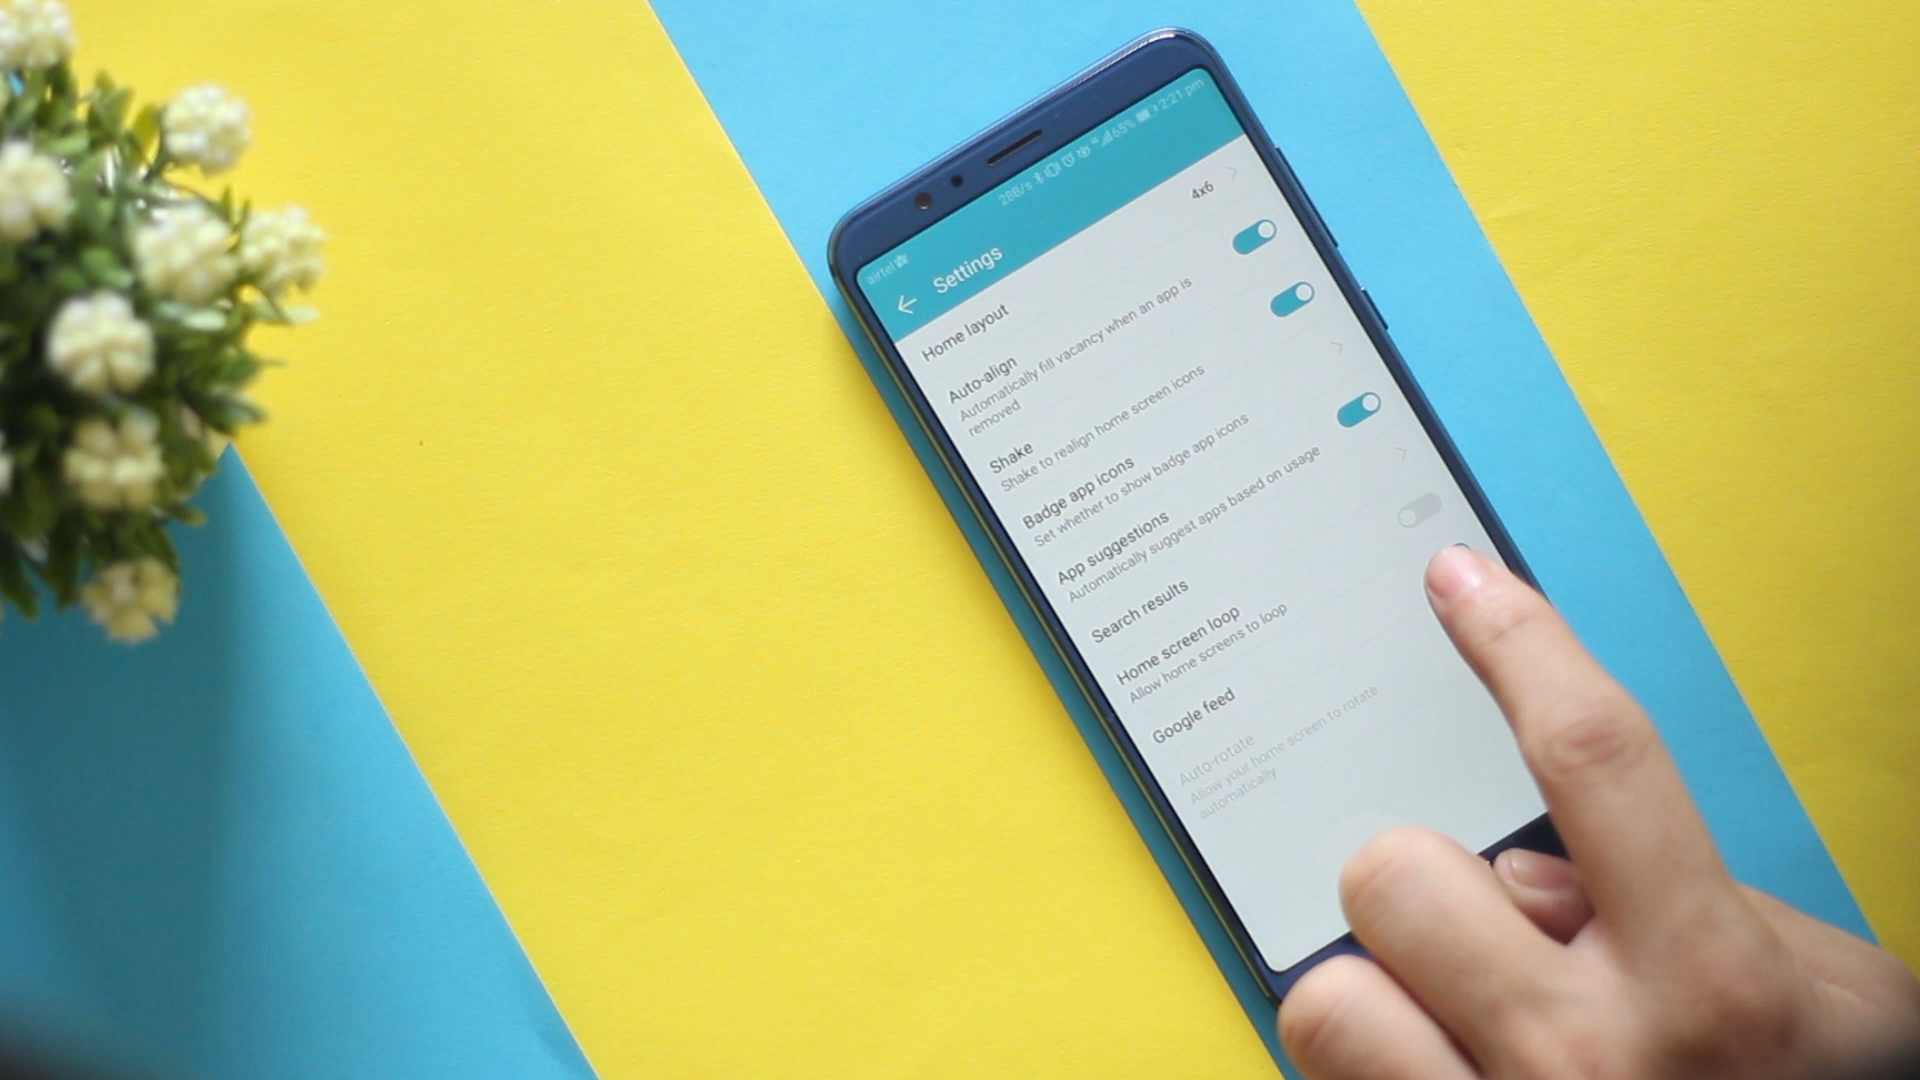 airtel 28B/s 65% 2:21 pm
Settings
Home layout 4x6
Auto-align
Automatically fill vacancy when an app is
removed
Shake
Shake to realign home screen icons
Badge app icons
Set whether to show badge app icons
App suggestions
Automatically suggest apps based on usage
Search results
Home screen loop
Allow home screens to loop
Google feed
Auto-rotate
Allow your home screen to rotate
automatically